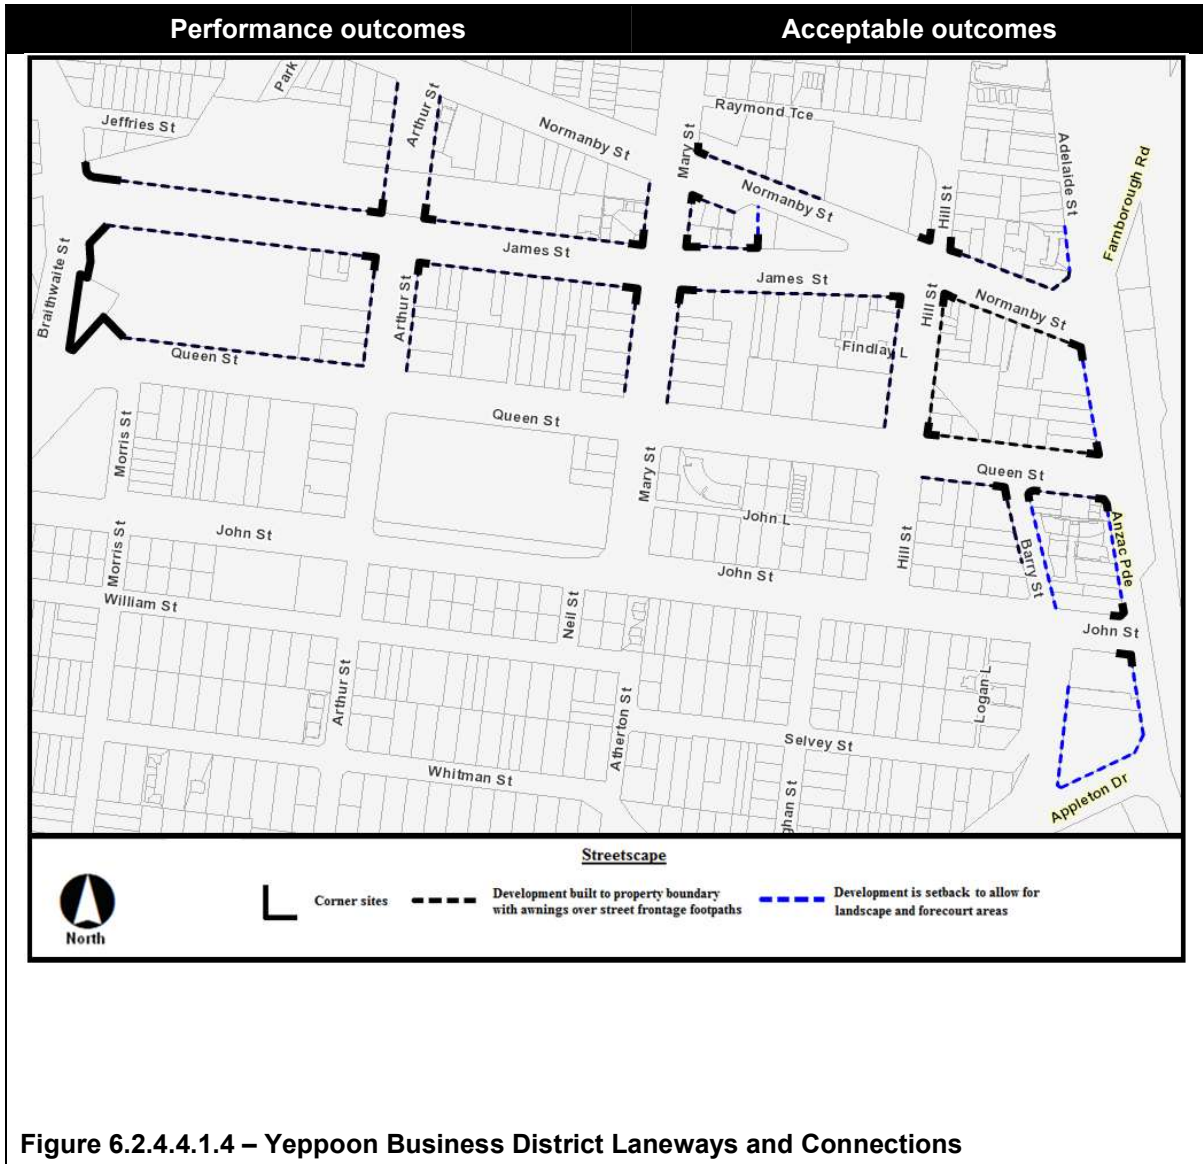 Performance outcomes
Acceptable outcomes
Park
Jeffries St
Arthur St
Normanby St
Raymond Tce
Mary St
Normanby St
Hill St
Adelaide St
Farnborough Rd
Braithwaite St
James St
James St
Arthur St
Hill St
Normanby St
Findlay L
Queen St
Queen St
Queen St
Morris St
Mary St
John L
Hill St
Barry St
Anzac Pde
John St
Morris St
John St
John St
William St
Neil St
Arthur St
Atherton St
Logan L
Selvey St
Whitman St
ghan St
Appleton Dr
Streetscape
North
Corner sites
Development built to property boundary
with awnings over street frontage footpaths
Development is setback to allow for
landscape and forecourt areas
Figure 6.2.4.4.1.4 – Yeppoon Business District Laneways and Connections